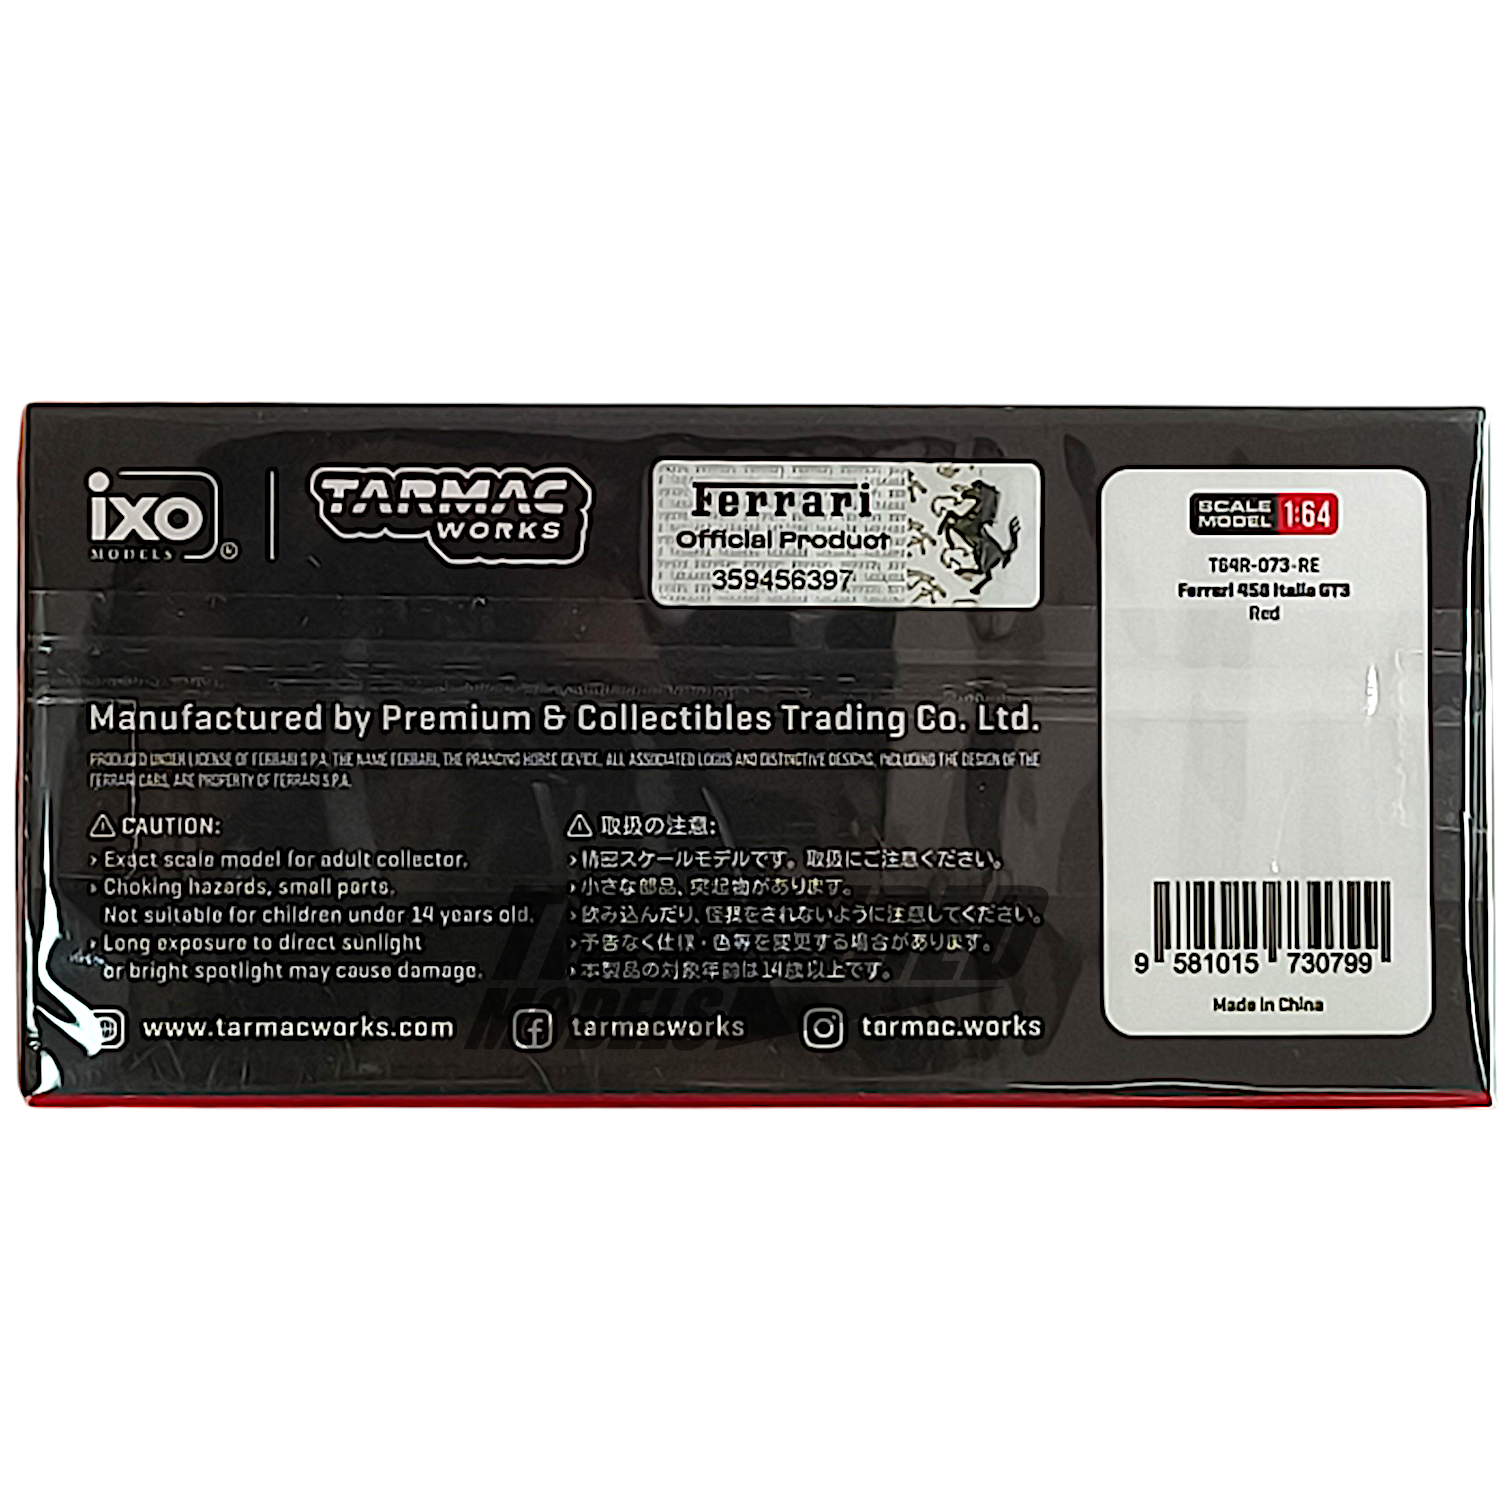 ixo
MODELS
TARMAC
WORKS
Ferrari
Official Product
359456397
SCALE
MODEL 1:64
T64R-073-RE
Ferrari 458 Italia GT3
Red
Manufactured by Premium & Collectibles Trading Co. Ltd.
PRODUCED UNDER LICENSE OF FERRARI S.P.A. THE NAME FERRARI, THE PRANCING HORSE DEVICE, ALL ASSOCIATED LOGOS AND DISTINCTIVE DESIGNS, INCLUDING THE DESIGN OF THE
FERRARI CARS, ARE PROPERTY OF FERRARI S.P.A.
CAUTION:
› Exact scale model for adult collector.
› Choking hazards, small parts.
Not suitable for children under 14 years old.
› Long exposure to direct sunlight
or bright spotlight may cause damage.
取扱の注意:
›精密スケールモデルです。取扱にご注意ください。
›小さな部品、突起物があります。
›飲み込んだり、怪我をされないように注意してください。
›予告なく仕様・色等を変更する場合があります。
›本製品の対象年齢は14歳以上です。
www.tarmacworks.com
tarmacworks
tarmac.works
9 581015 730799
Made in China
MODELS